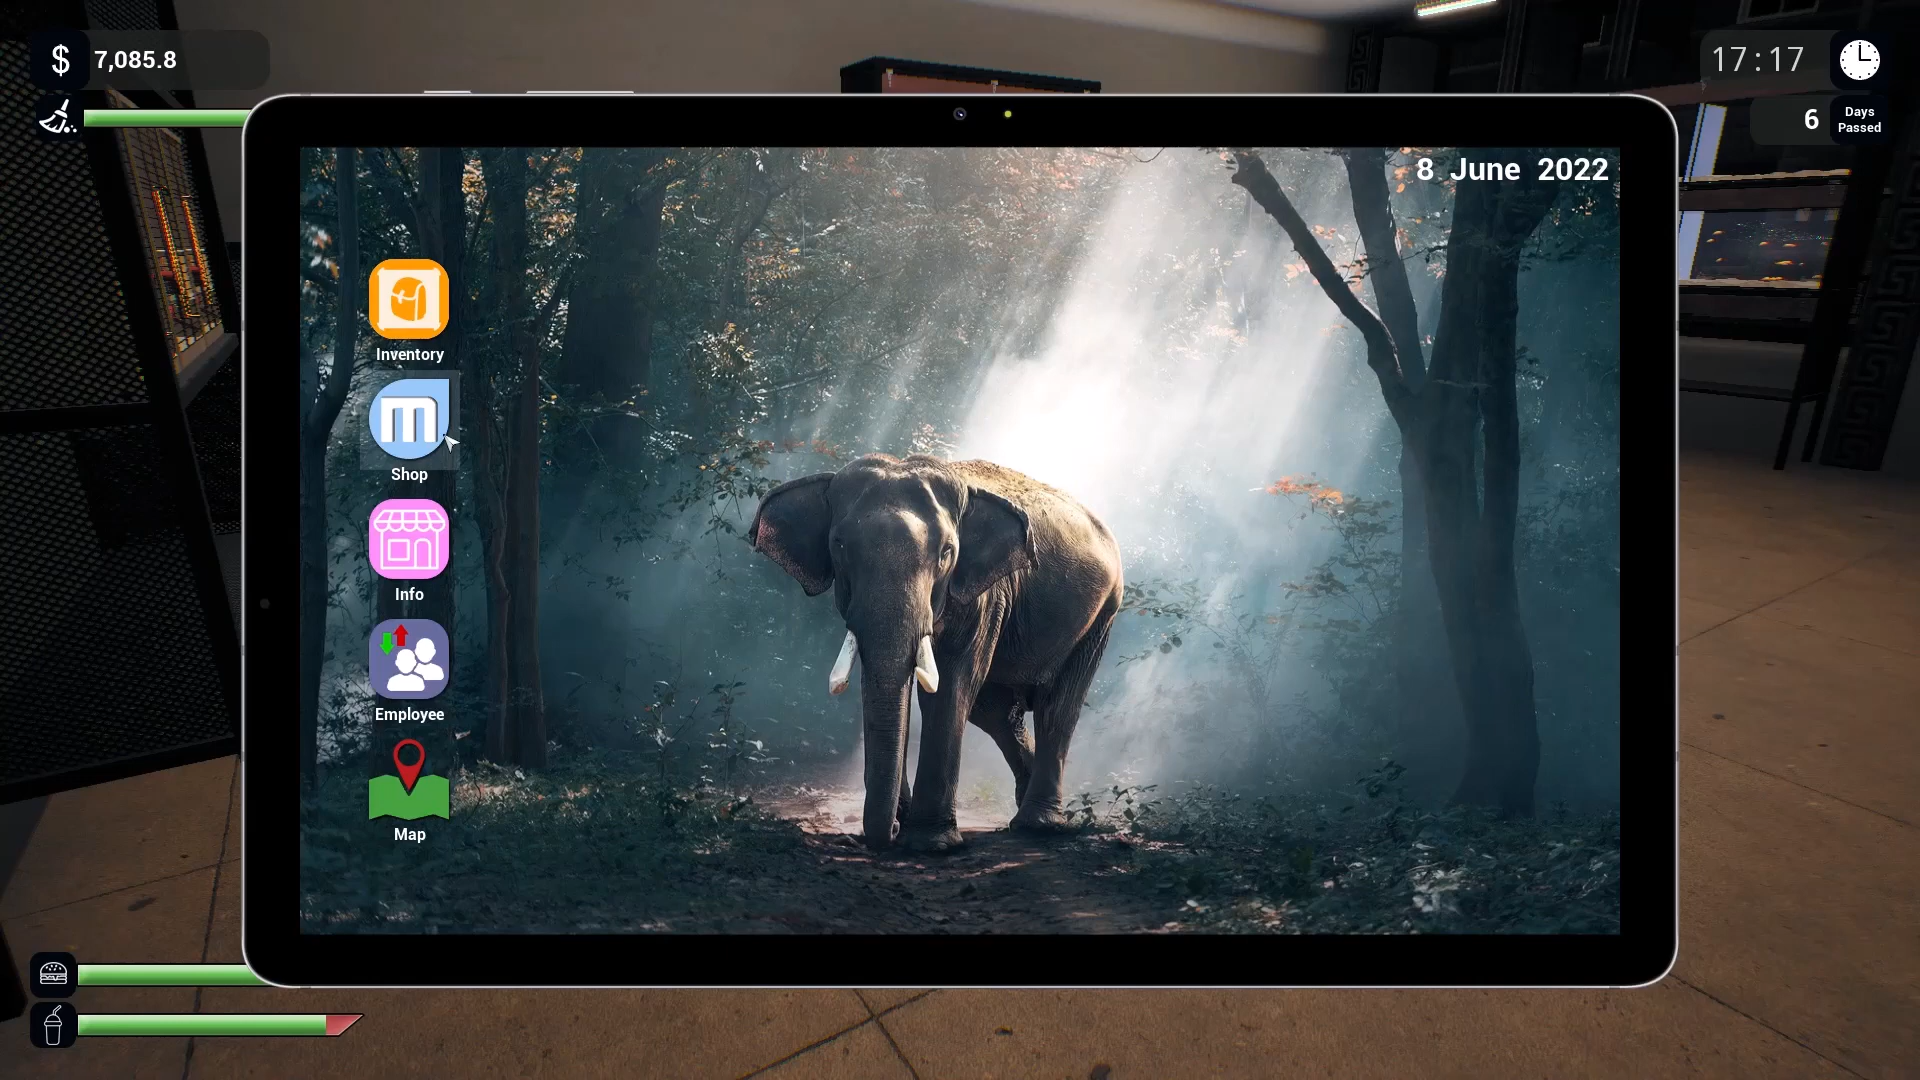 $ 7,085.8
17:17
6 Days Passed
8 June 2022
Inventory
m
Shop
Info
Employee
Map